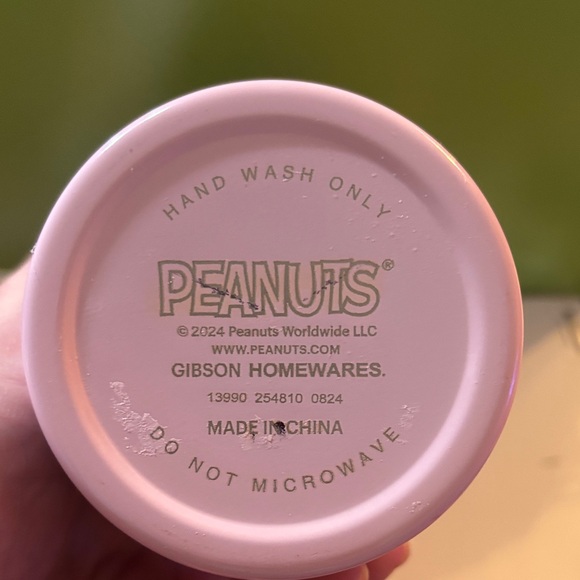 HAND WASH ONLY
PEANUTS®
© 2024 Peanuts Worldwide LLC
WWW.PEANUTS.COM
GIBSON HOMEWARES.
13990 254810 0824
MADE IN CHINA
DO NOT MICROWAVE